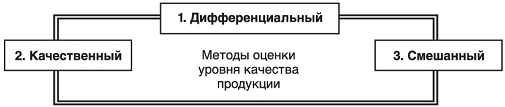 1. Дифференциальный
2. Качественный
Методы оценки
уровня качества
продукции
3. Смешанный